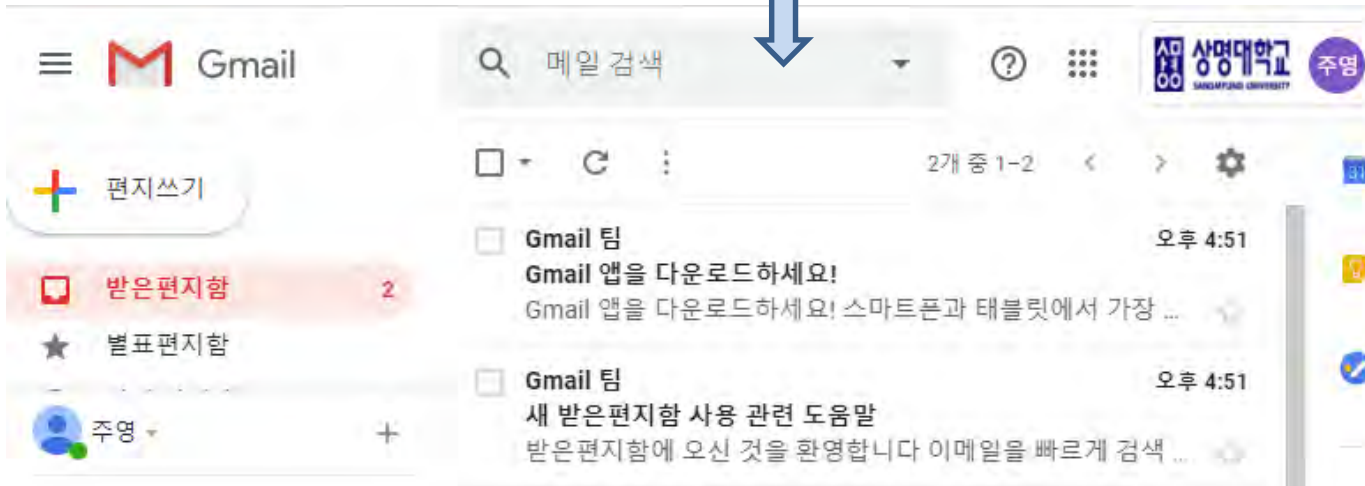 Gmail
메일 검색
상명대학교
SANGMYUNG UNIVERSITY
주영
편지쓰기
2개 중 1-2
31
받은편지함 2
별표편지함
주영
Gmail 팀 오후 4:51
Gmail 앱을 다운로드하세요!
Gmail 앱을 다운로드하세요! 스마트폰과 태블릿에서 가장 ...
Gmail 팀 오후 4:51
새 받은편지함 사용 관련 도움말
받은편지함에 오신 것을 환영합니다 이메일을 빠르게 검색 ...